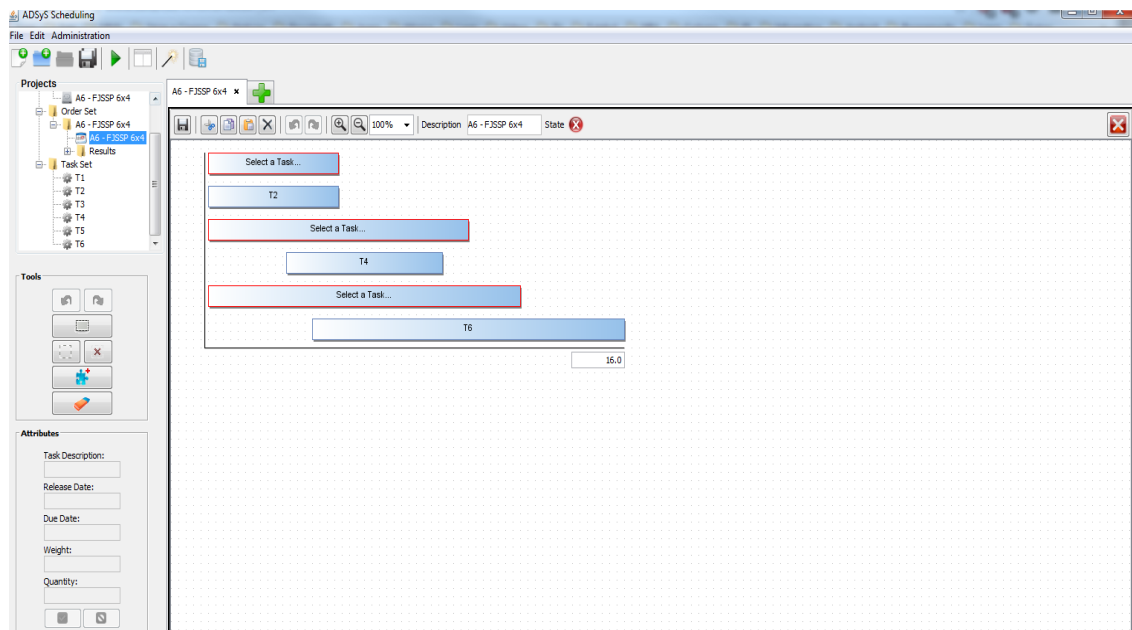 ADSyS Scheduling
File Edit Administration
Projects
A6 - FJSSP 6x4
Order Set
A6 - FJSSP 6x4
A6 - FJSSP 6x4
Results
Task Set
T1
T2
T3
T4
T5
T6
Tools
Attributes
Task Description:
Release Date:
Due Date:
Weight:
Quantity:
A6 - FJSSP 6x4
100% Description A6 - FJSSP 6x4 State
Select a Task...
T2
Select a Task...
T4
Select a Task...
T6
16.0